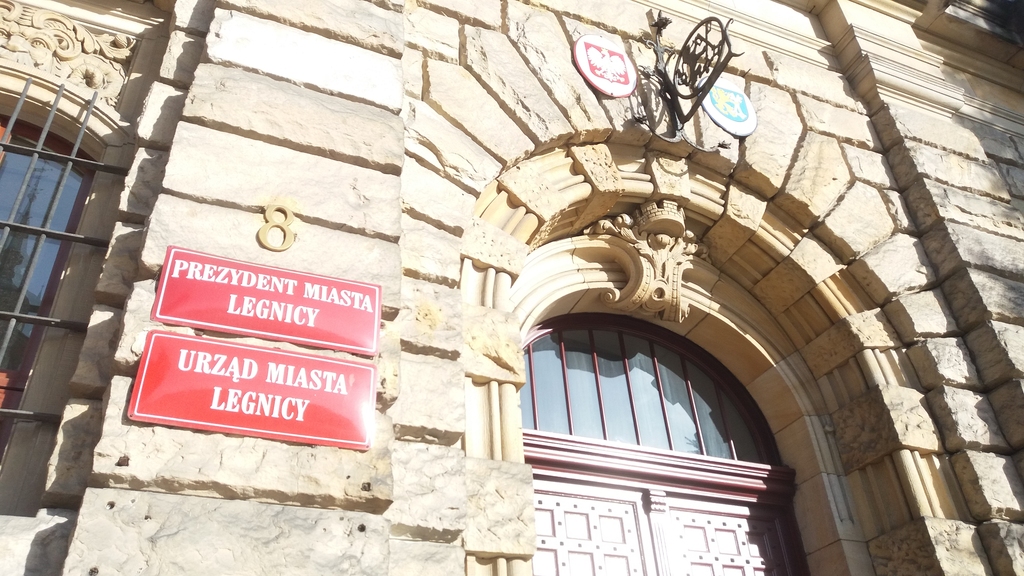 8
PREZYDENT MIASTA
LEGNICY
URZĄD MIASTA
LEGNICY